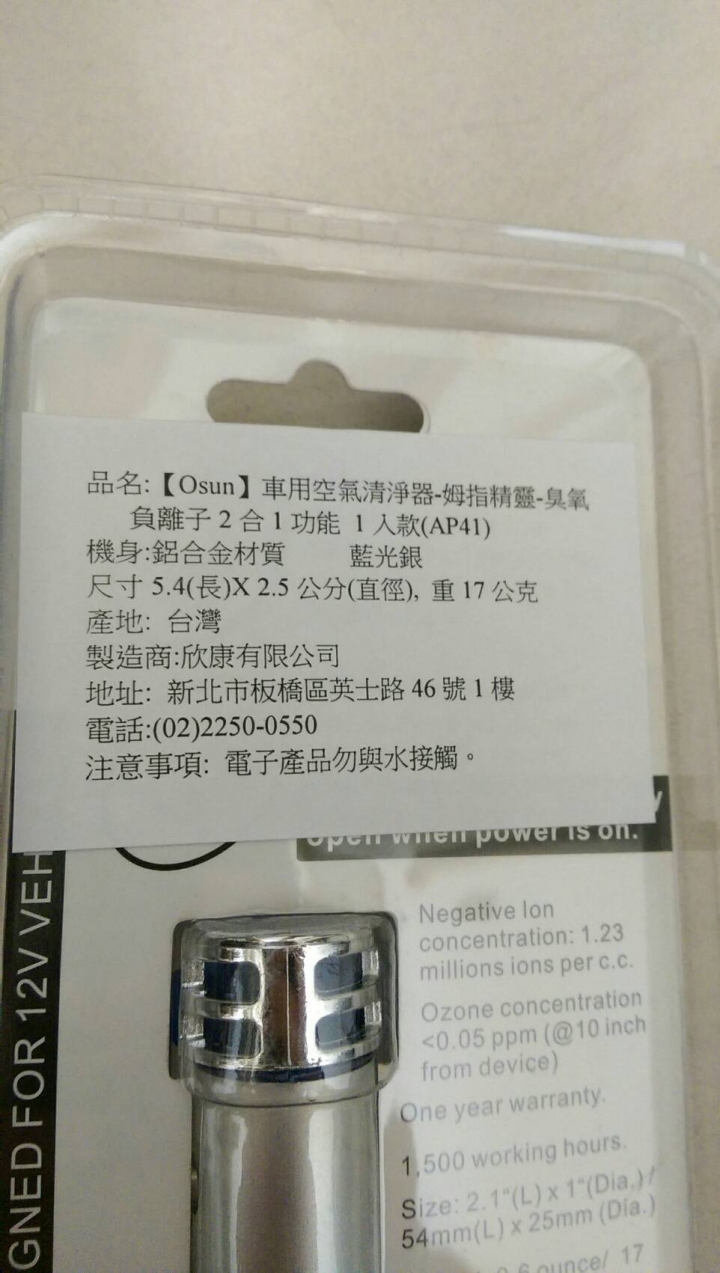 品名:【Osun】車用空氣清淨器-姆指精靈-臭氧
負離子 2 合 1 功能 1 入款(AP41)
機身:鋁合金材質 藍光銀
尺寸 5.4(長)X 2.5 公分(直徑), 重 17 公克
產地: 台灣
製造商:欣康有限公司
地址: 新北市板橋區英士路 46 號 1 樓
電話:(02)2250-0550
注意事項: 電子產品勿與水接觸。
open when power is on.
GNED FOR 12V VEH
Negative Ion
concentration: 1.23
millions ions per c.c.
Ozone concentration
<0.05 ppm (@10 inch
from device)
One year warranty.
1,500 working hours.
Size: 2.1"(L) x 1"(Dia.)/
54mm(L) x 25mm (Dia.)
0.6 ounce/ 17